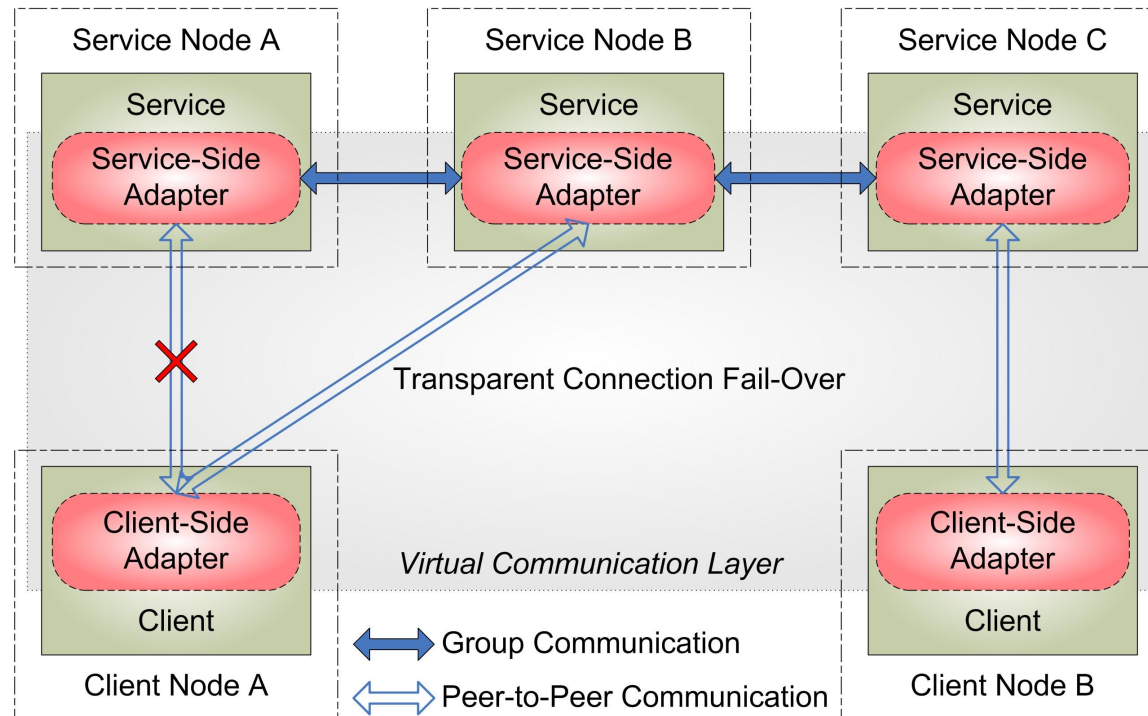 Service Node A
Service Node B
Service Node C
Service
Service
Service
Service-Side
Adapter
Service-Side
Adapter
Service-Side
Adapter
Transparent Connection Fail-Over
Client-Side
Adapter
Client-Side
Adapter
Virtual Communication Layer
Client
Client
Group Communication
Client Node A
Peer-to-Peer Communication
Client Node B